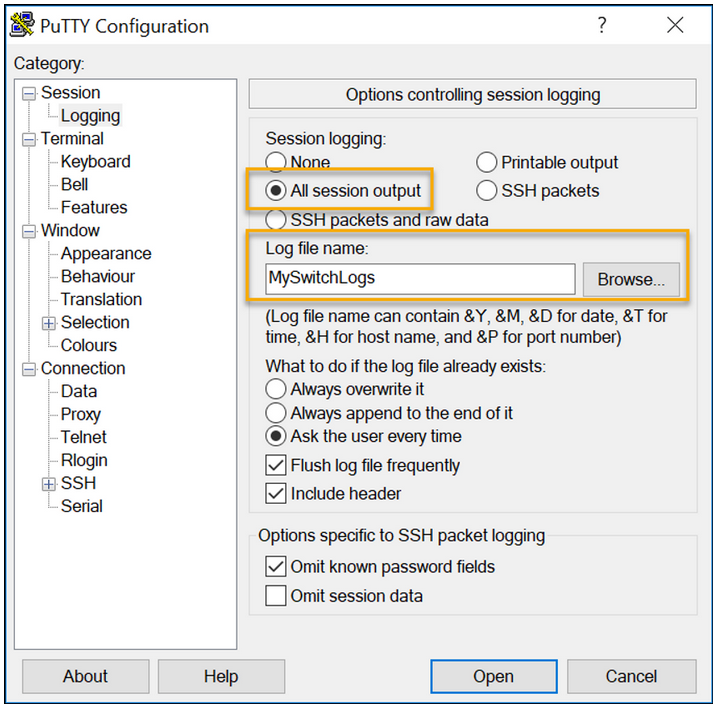 PuTTY Configuration
?
Category:
Session
Logging
Terminal
Keyboard
Bell
Features
Window
Appearance
Behaviour
Translation
Selection
Colours
Connection
Data
Proxy
Telnet
Rlogin
SSH
Serial
Options controlling session logging
Session logging:
None
Printable output
All session output
SSH packets
SSH packets and raw data
Log file name:
MySwitchLogs
Browse...
(Log file name can contain &Y, &M, &D for date, &T for
time, &H for host name, and &P for port number)
What to do if the log file already exists:
Always overwrite it
Always append to the end of it
Ask the user every time
Flush log file frequently
Include header
Options specific to SSH packet logging
Omit known password fields
Omit session data
About
Help
Open
Cancel